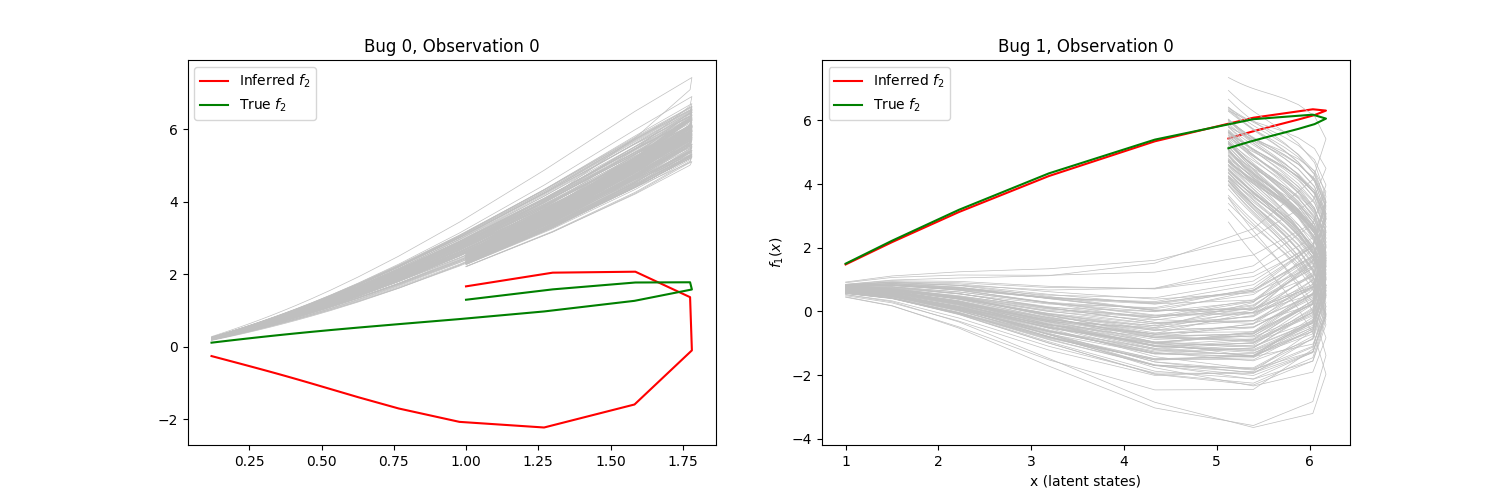 Bug 0, Observation 0
Inferred f₂
True f₂
6
4
2
0
−2
0.25 0.50 0.75 1.00 1.25 1.50 1.75
Bug 1, Observation 0
Inferred f₂
True f₂
f₁(x)
6
4
2
0
−2
−4
1 2 3 4 5 6
x (latent states)